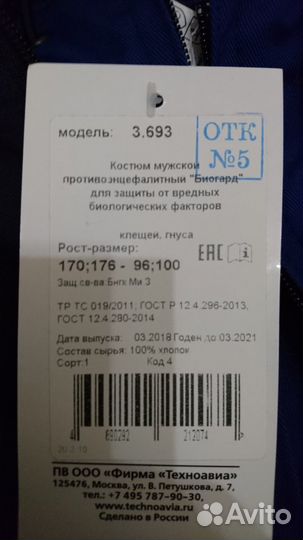 модель: 3.693
ОТК
№5
Костюм мужской
противоэнцефалитный "Биогард"
для защиты от вредных
биологических факторов
клещей, гнуса
Рост-размер:
170;176 - 96;100
ЕАС
Защ.св-ва:Бнгк Ми З
ТР ТС 019/2011; ГОСТ Р 12.4.296-2013,
ГОСТ 12.4.280-2014
Дата выпуска: 03.2018 Годен до 03.2021
Состав сырья: 100% хлопок
Сорт:1 Код 4
4 690292 212074
ПВ ООО «Фирма «Техноавиа»
125476, Москва, ул. В. Петушкова, д. 7,
тел.: +7 495 787–90–30,
www.technoavia.ru
Сделано в России
Avito